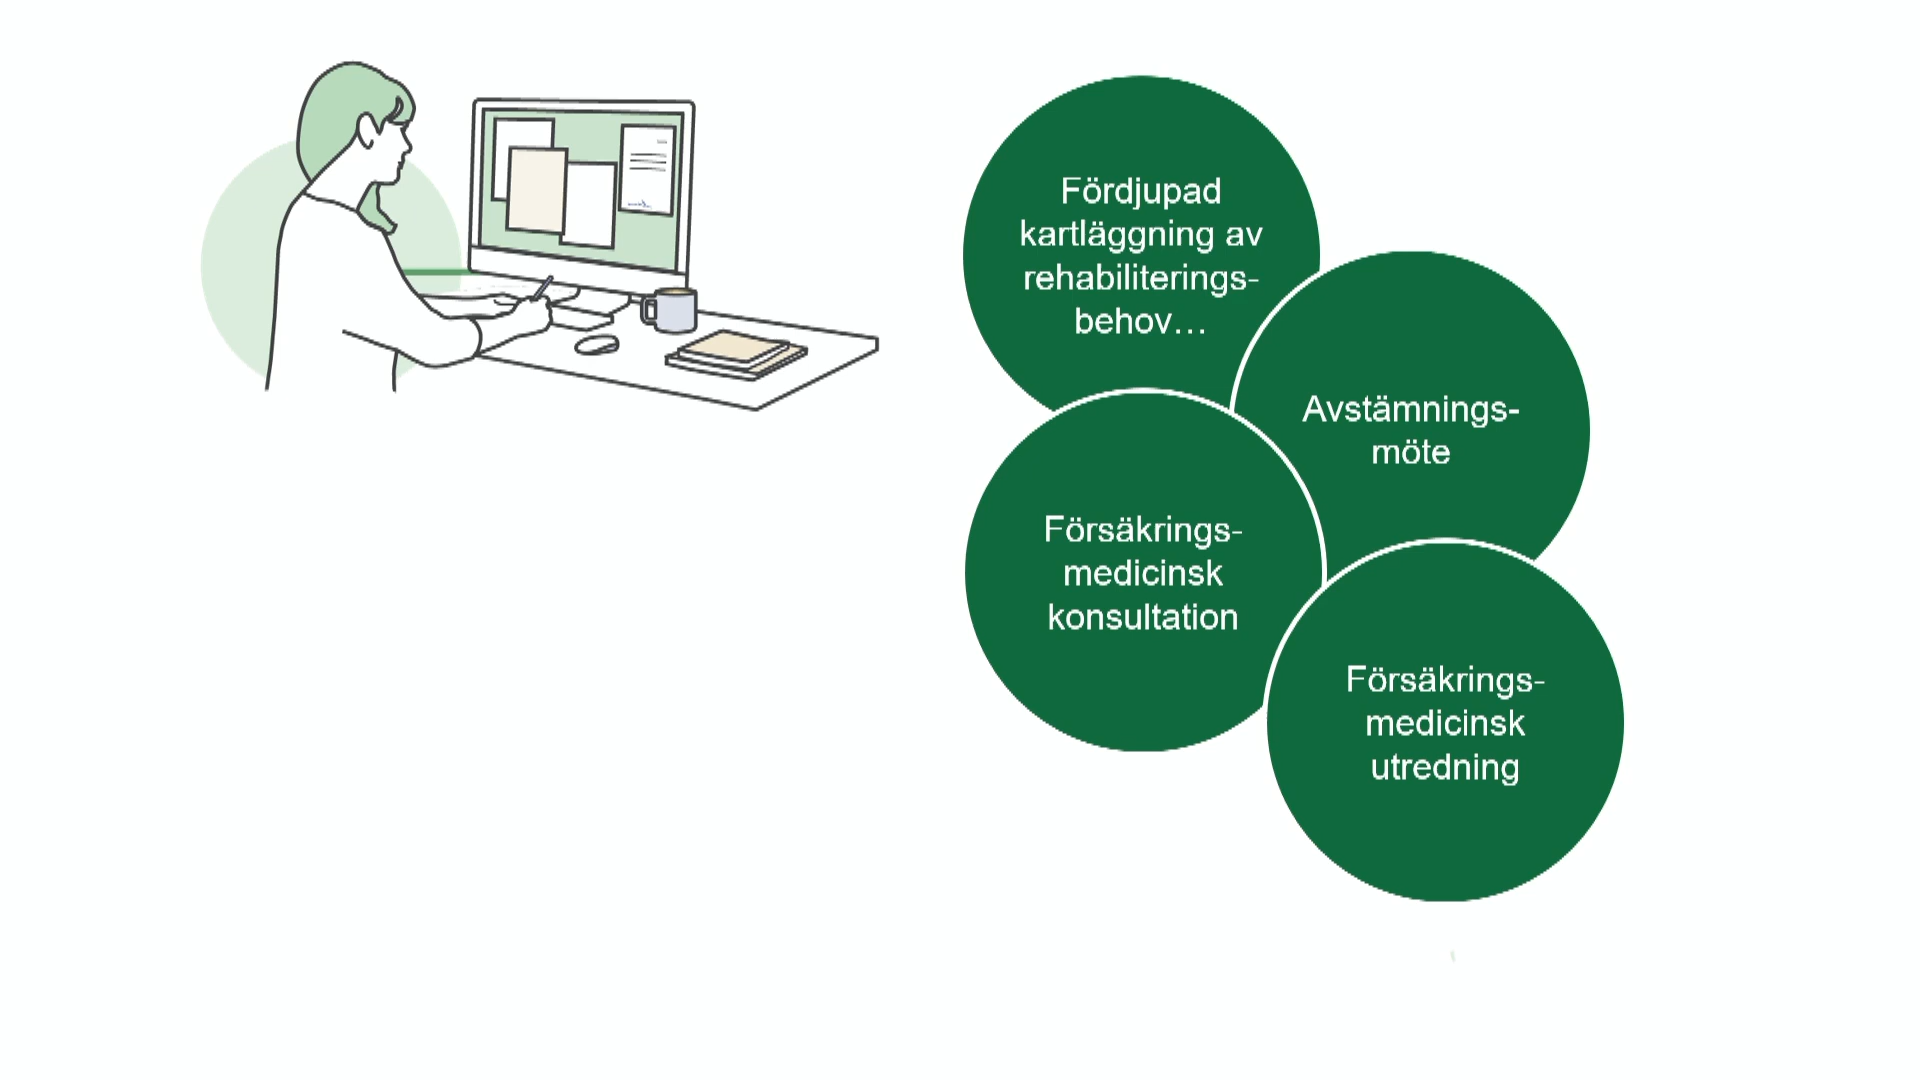 Fördjupad
kartläggning av
rehabiliterings-
behov…
Avstämnings-
möte
Försäkrings-
medicinsk
konsultation
Försäkrings-
medicinsk
utredning